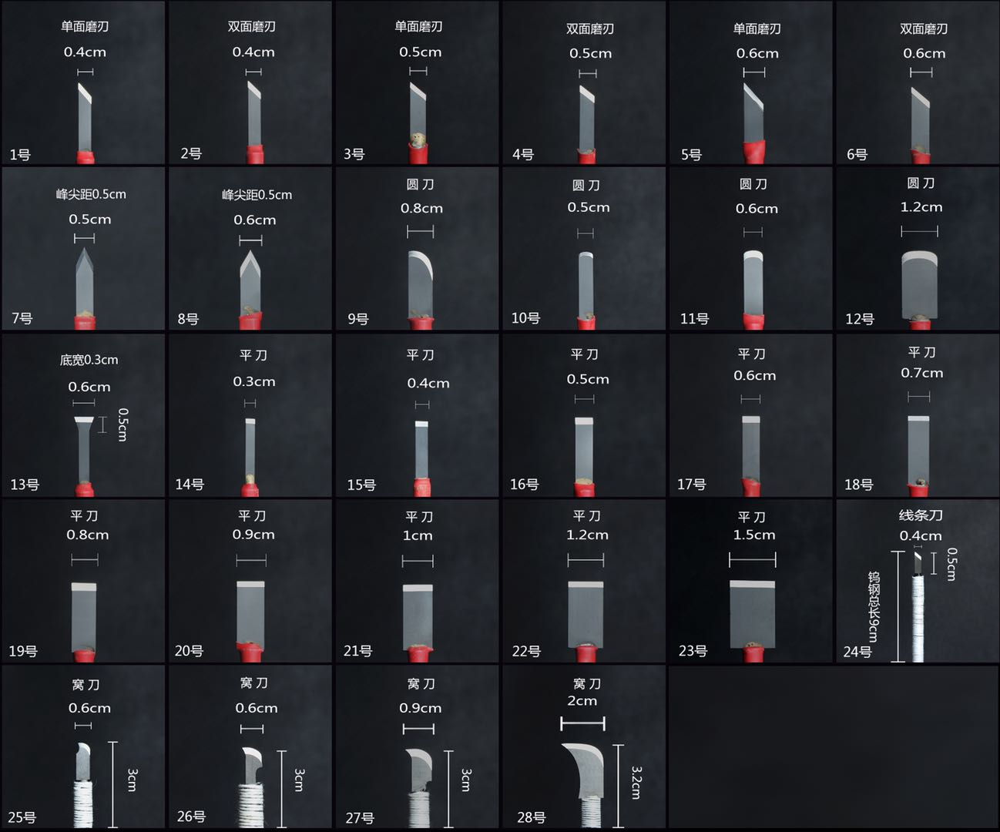 单面磨刃
0.4cm
1号
双面磨刃
0.4cm
2号
单面磨刃
0.5cm
3号
双面磨刃
0.5cm
4号
单面磨刃
0.6cm
5号
双面磨刃
0.6cm
6号
峰尖距0.5cm
0.5cm
7号
峰尖距0.5cm
0.6cm
8号
圆 刀
0.8cm
9号
圆 刀
0.5cm
10号
圆 刀
0.6cm
11号
圆 刀
1.2cm
12号
底宽0.3cm
0.6cm
0.5cm
13号
平 刀
0.3cm
14号
平 刀
0.4cm
15号
平 刀
0.5cm
16号
平 刀
0.6cm
17号
平 刀
0.7cm
18号
平 刀
0.8cm
19号
平 刀
0.9cm
20号
平 刀
1cm
21号
平 刀
1.2cm
22号
平 刀
1.5cm
23号
线条刀
0.4cm
0.5cm
钨钢总长9cm
24号
窝 刀
0.6cm
3cm
25号
窝 刀
0.6cm
3cm
26号
窝 刀
0.9cm
3cm
27号
窝 刀
2cm
3.2cm
28号